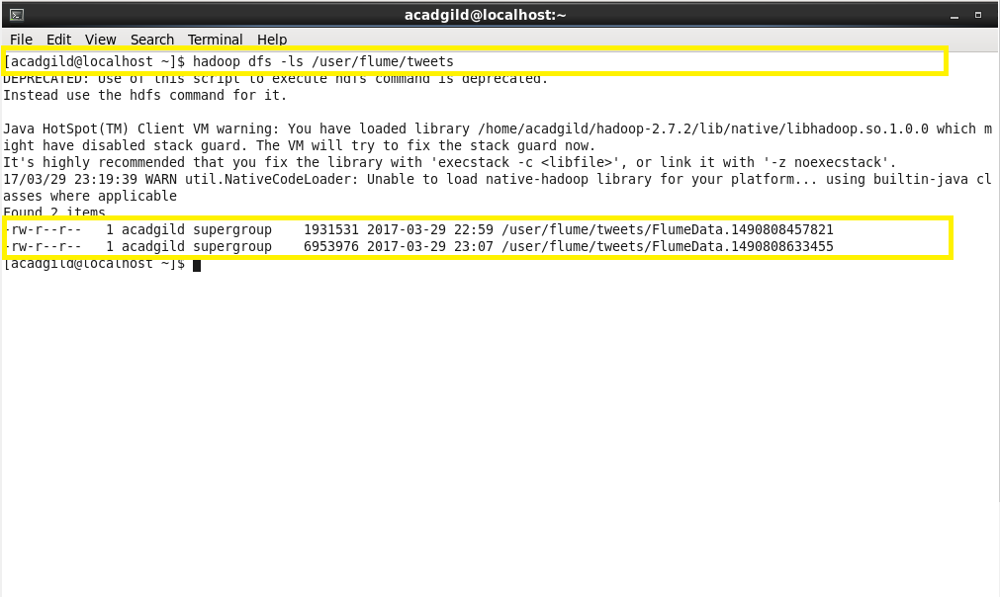 acadgild@localhost:~
File Edit View Search Terminal Help
[acadgild@localhost ~]$ hadoop dfs -ls /user/flume/tweets
DEPRECATED: Use of this script to execute hdfs command is deprecated.
Instead use the hdfs command for it.
Java HotSpot(TM) Client VM warning: You have loaded library /home/acadgild/hadoop-2.7.2/lib/native/libhadoop.so.1.0.0 which m
ight have disabled stack guard. The VM will try to fix the stack guard now.
It's highly recommended that you fix the library with 'execstack -c <libfile>', or link it with '-z noexecstack'.
17/03/29 23:19:39 WARN util.NativeCodeLoader: Unable to load native-hadoop library for your platform... using builtin-java cl
asses where applicable
Found 2 items
-rw-r--r--   1 acadgild supergroup    1931531 2017-03-29 22:59 /user/flume/tweets/FlumeData.1490808457821
-rw-r--r--   1 acadgild supergroup    6953976 2017-03-29 23:07 /user/flume/tweets/FlumeData.1490808633455
[acadgild@localhost ~]$